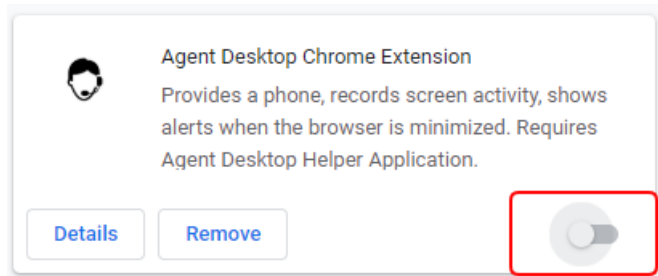 Agent Desktop Chrome Extension
Provides a phone, records screen activity, shows
alerts when the browser is minimized. Requires
Agent Desktop Helper Application.
Details Remove